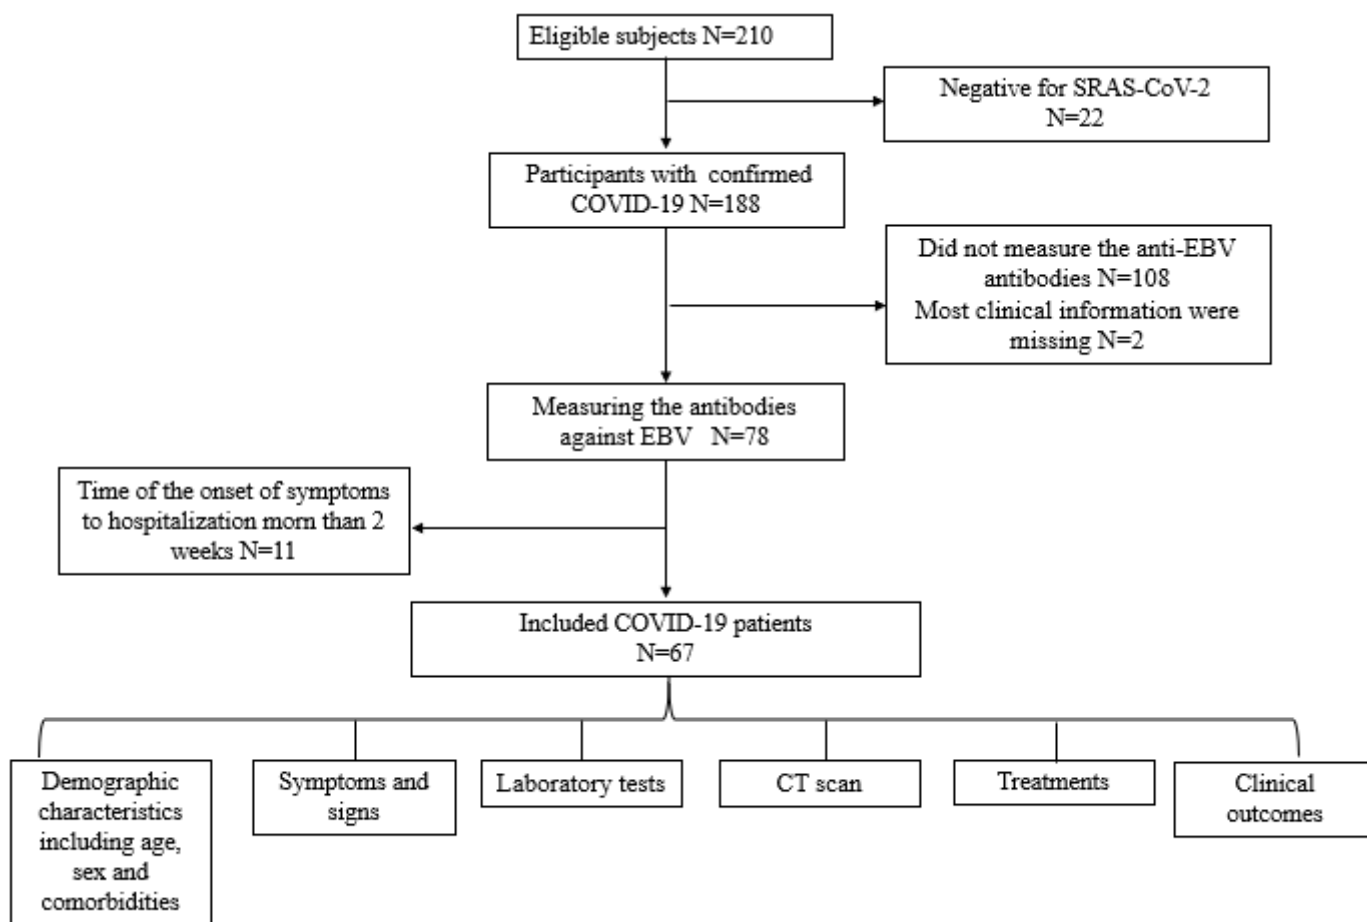 Eligible subjects N=210
Negative for SRAS-CoV-2
N=22
Participants with confirmed
COVID-19 N=188
Did not measure the anti-EBV
antibodies N=108
Most clinical information were
missing N=2
Measuring the antibodies
against EBV N=78
Time of the onset of symptoms
to hospitalization morn than 2
weeks N=11
Included COVID-19 patients
N=67
Demographic
characteristics
including age,
sex and
comorbidities
Symptoms and
signs
Laboratory tests
CT scan
Treatments
Clinical
outcomes